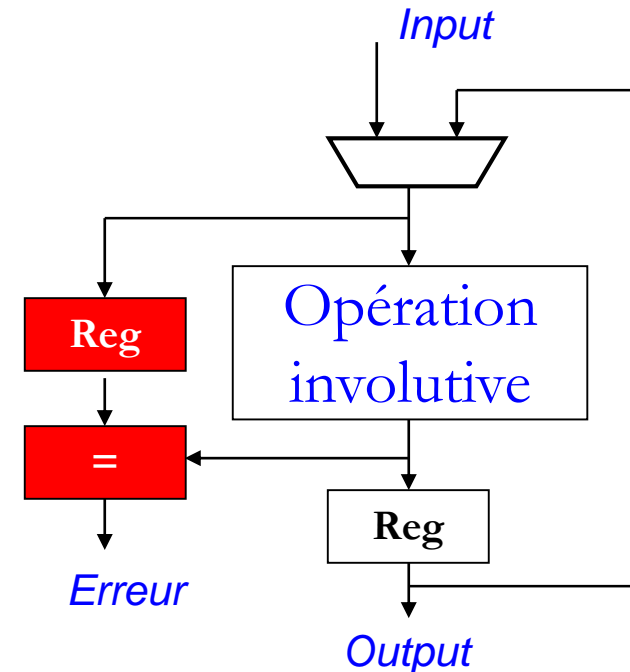 Input
Opération
involutive
Reg
=
Reg
Erreur
Output